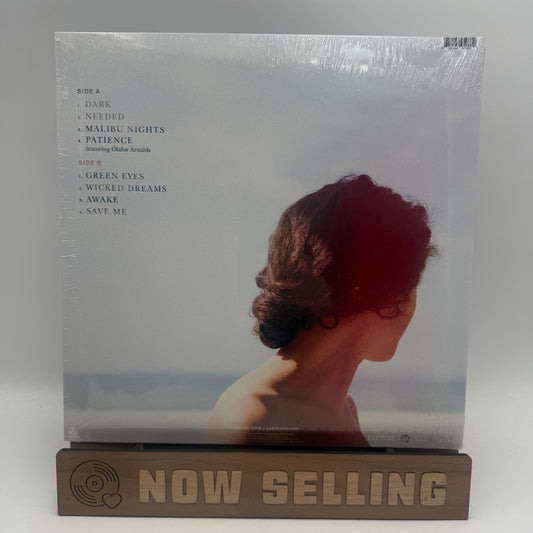 SIDE A
1. DARK
2. NEEDED
3. MALIBU NIGHTS
4. PATIENCE
featuring Ólafur Arnalds
SIDE B
1. GREEN EYES
2. WICKED DREAMS
3. AWAKE
4. SAVE ME
FACTOR
NOW SELLING